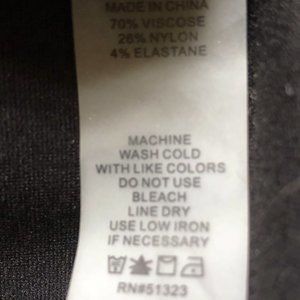 MADE IN CHINA
70% VISCOSE
26% NYLON
4% ELASTANE
MACHINE
WASH COLD
WITH LIKE COLORS
DO NOT USE
BLEACH
LINE DRY
USE LOW IRON
IF NECESSARY
RN#51323